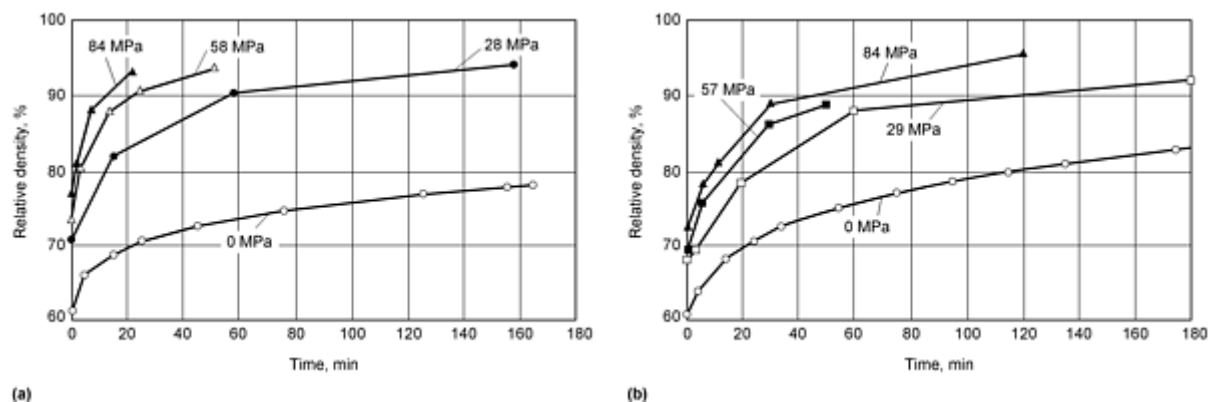 100
90
80
70
60
Relative density, %
84 MPa
58 MPa
28 MPa
0 MPa
0 20 40 60 80 100 120 140 160 180
Time, min
(a)
100
90
80
70
60
Relative density, %
84 MPa
57 MPa
29 MPa
0 MPa
0 20 40 60 80 100 120 140 160 180
Time, min
(b)